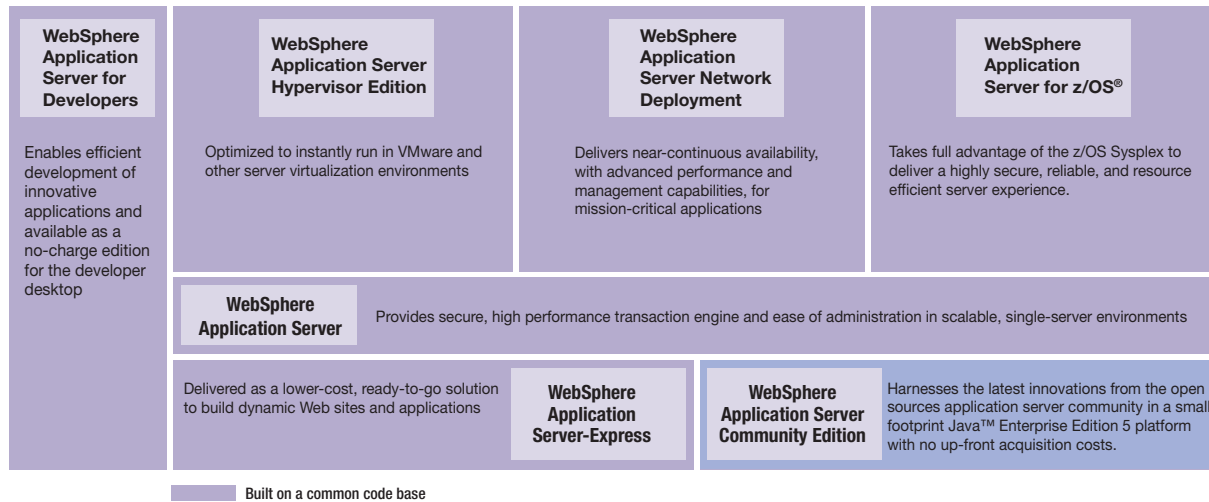 WebSphere
Application
Server for
Developers
Enables efficient
development of
innovative
applications and
available as a
no-charge edition
for the developer
desktop
WebSphere
Application Server
Hypervisor Edition
Optimized to instantly run in VMware and
other server virtualization environments
WebSphere
Application
Server Network
Deployment
Delivers near-continuous availability,
with advanced performance and
management capabilities, for
mission-critical applications
WebSphere
Application
Server for z/OS®
Takes full advantage of the z/OS Sysplex to
deliver a highly secure, reliable, and resource
efficient server experience.
WebSphere
Application Server
Provides secure, high performance transaction engine and ease of administration in scalable, single-server environments
Delivered as a lower-cost, ready-to-go solution
to build dynamic Web sites and applications
WebSphere
Application
Server-Express
WebSphere
Application Server
Community Edition
Harnesses the latest innovations from the open
sources application server community in a small
footprint Java™ Enterprise Edition 5 platform
with no up-front acquisition costs.
Built on a common code base